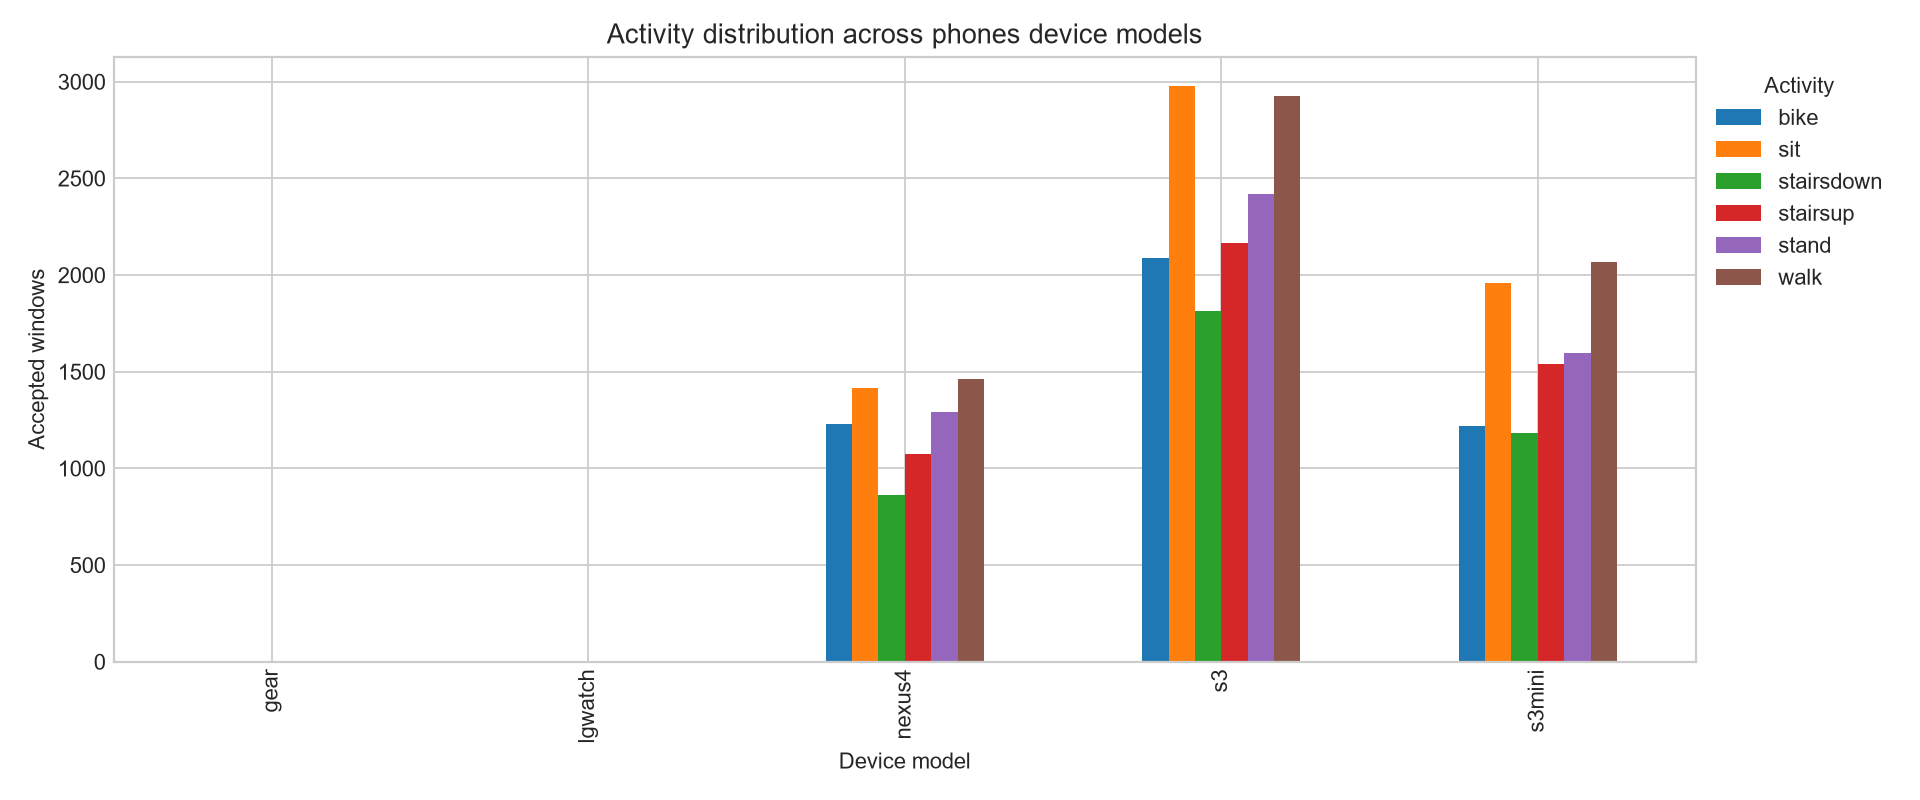 Activity distribution across phones device models
Accepted windows
3000
2500
2000
1500
1000
500
0
gear
lgwatch
nexus4
s3
s3mini
Device model
Activity
bike
sit
stairsdown
stairsup
stand
walk